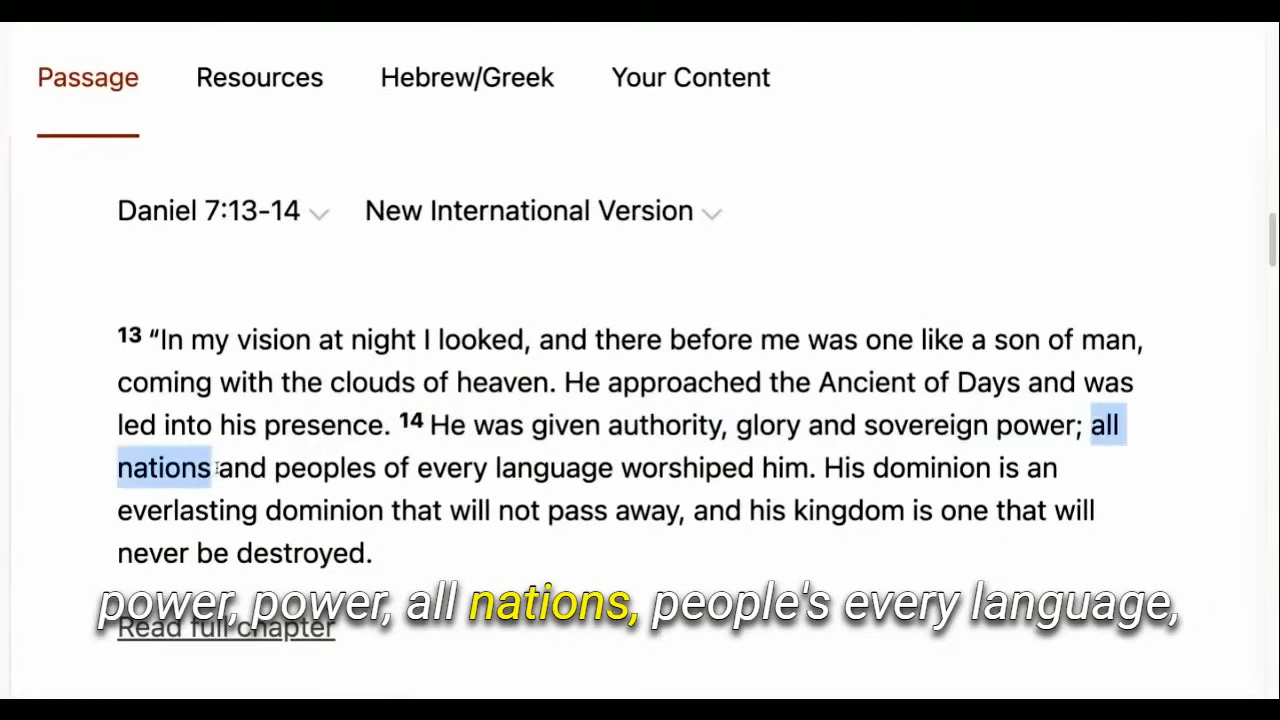 Passage Resources Hebrew/Greek Your Content
Daniel 7:13-14 New International Version
13 “In my vision at night I looked, and there before me was one like a son of man,
coming with the clouds of heaven. He approached the Ancient of Days and was
led into his presence. 14 He was given authority, glory and sovereign power; all
nations and peoples of every language worshiped him. His dominion is an
everlasting dominion that will not pass away, and his kingdom is one that will
never be destroyed.
power, power, all nations, people's every language,
Read full chapter